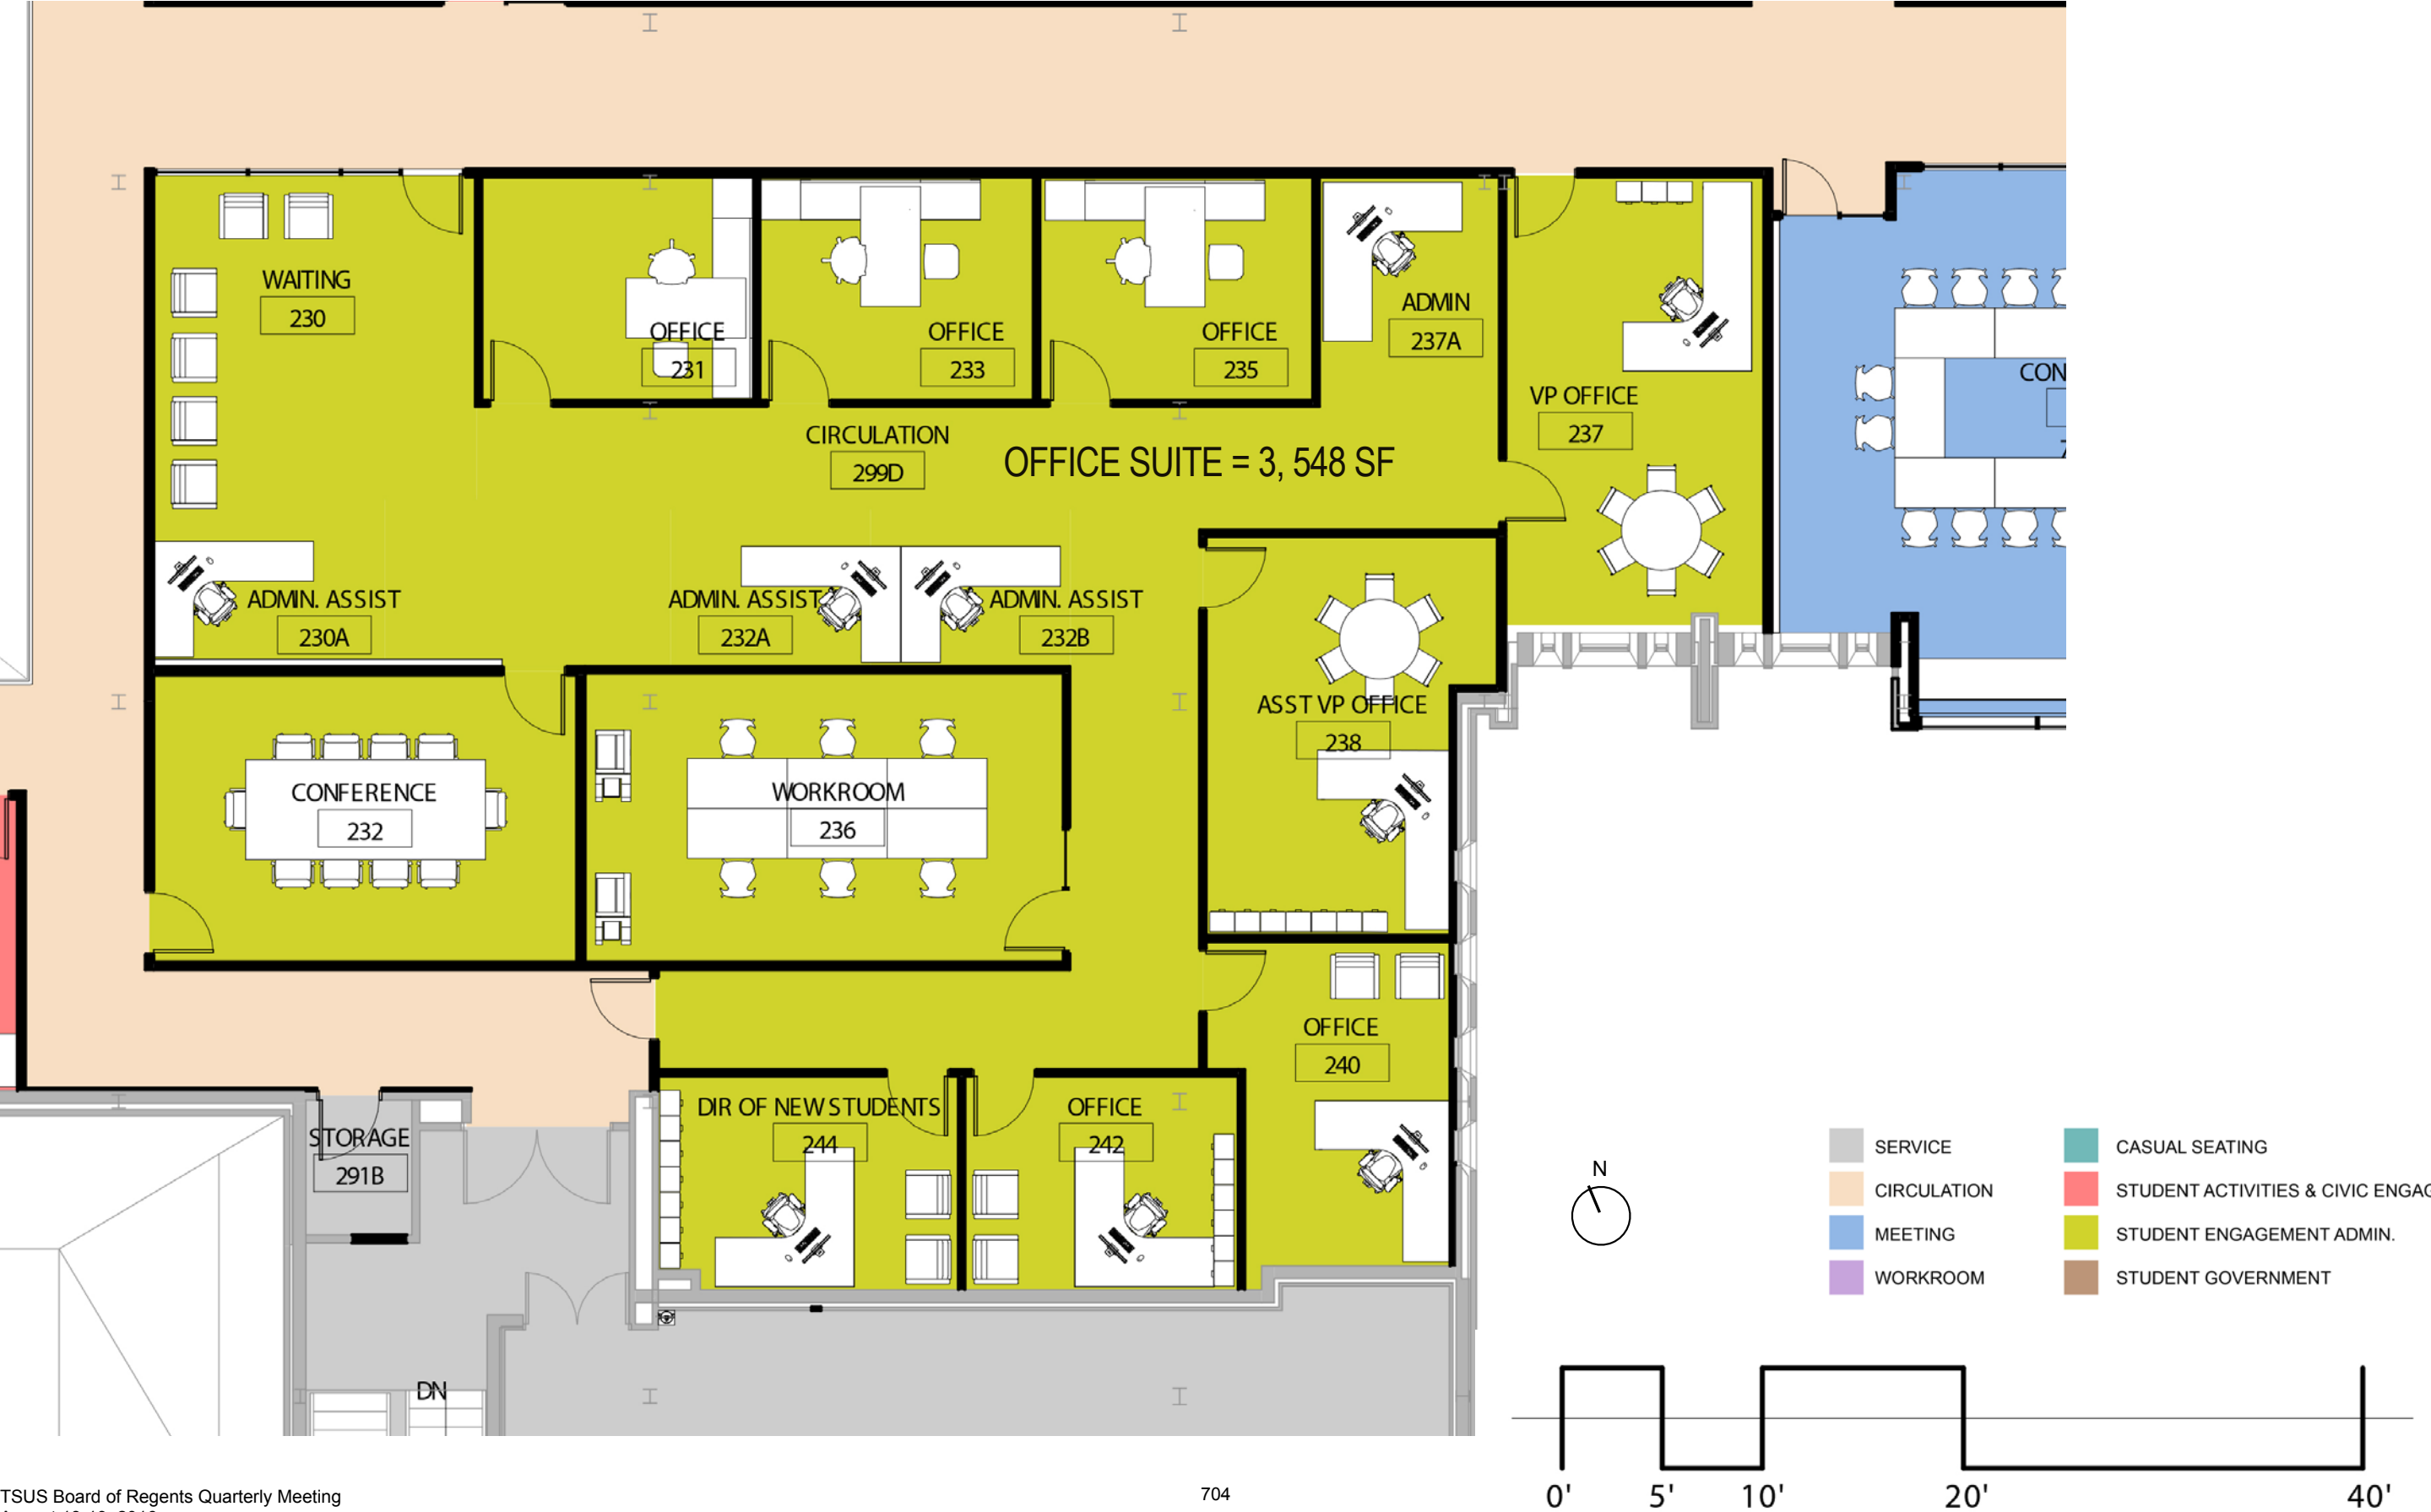 WAITING
230
OFFICE
231
OFFICE
233
OFFICE
235
ADMIN
237A
VP OFFICE
237
CON
CIRCULATION
299D
OFFICE SUITE = 3, 548 SF
ADMIN. ASSIST
230A
ADMIN. ASSIST
232A
ADMIN. ASSIST
232B
ASST VP OFFICE
238
CONFERENCE
232
WORKROOM
236
OFFICE
240
DIR OF NEW STUDENTS
244
OFFICE
242
STORAGE
291B
DN
N
SERVICE
CIRCULATION
MEETING
WORKROOM
CASUAL SEATING
STUDENT ACTIVITIES & CIVIC ENGAG
STUDENT ENGAGEMENT ADMIN.
STUDENT GOVERNMENT
0' 5' 10' 20' 40'
TSUS Board of Regents Quarterly Meeting
704